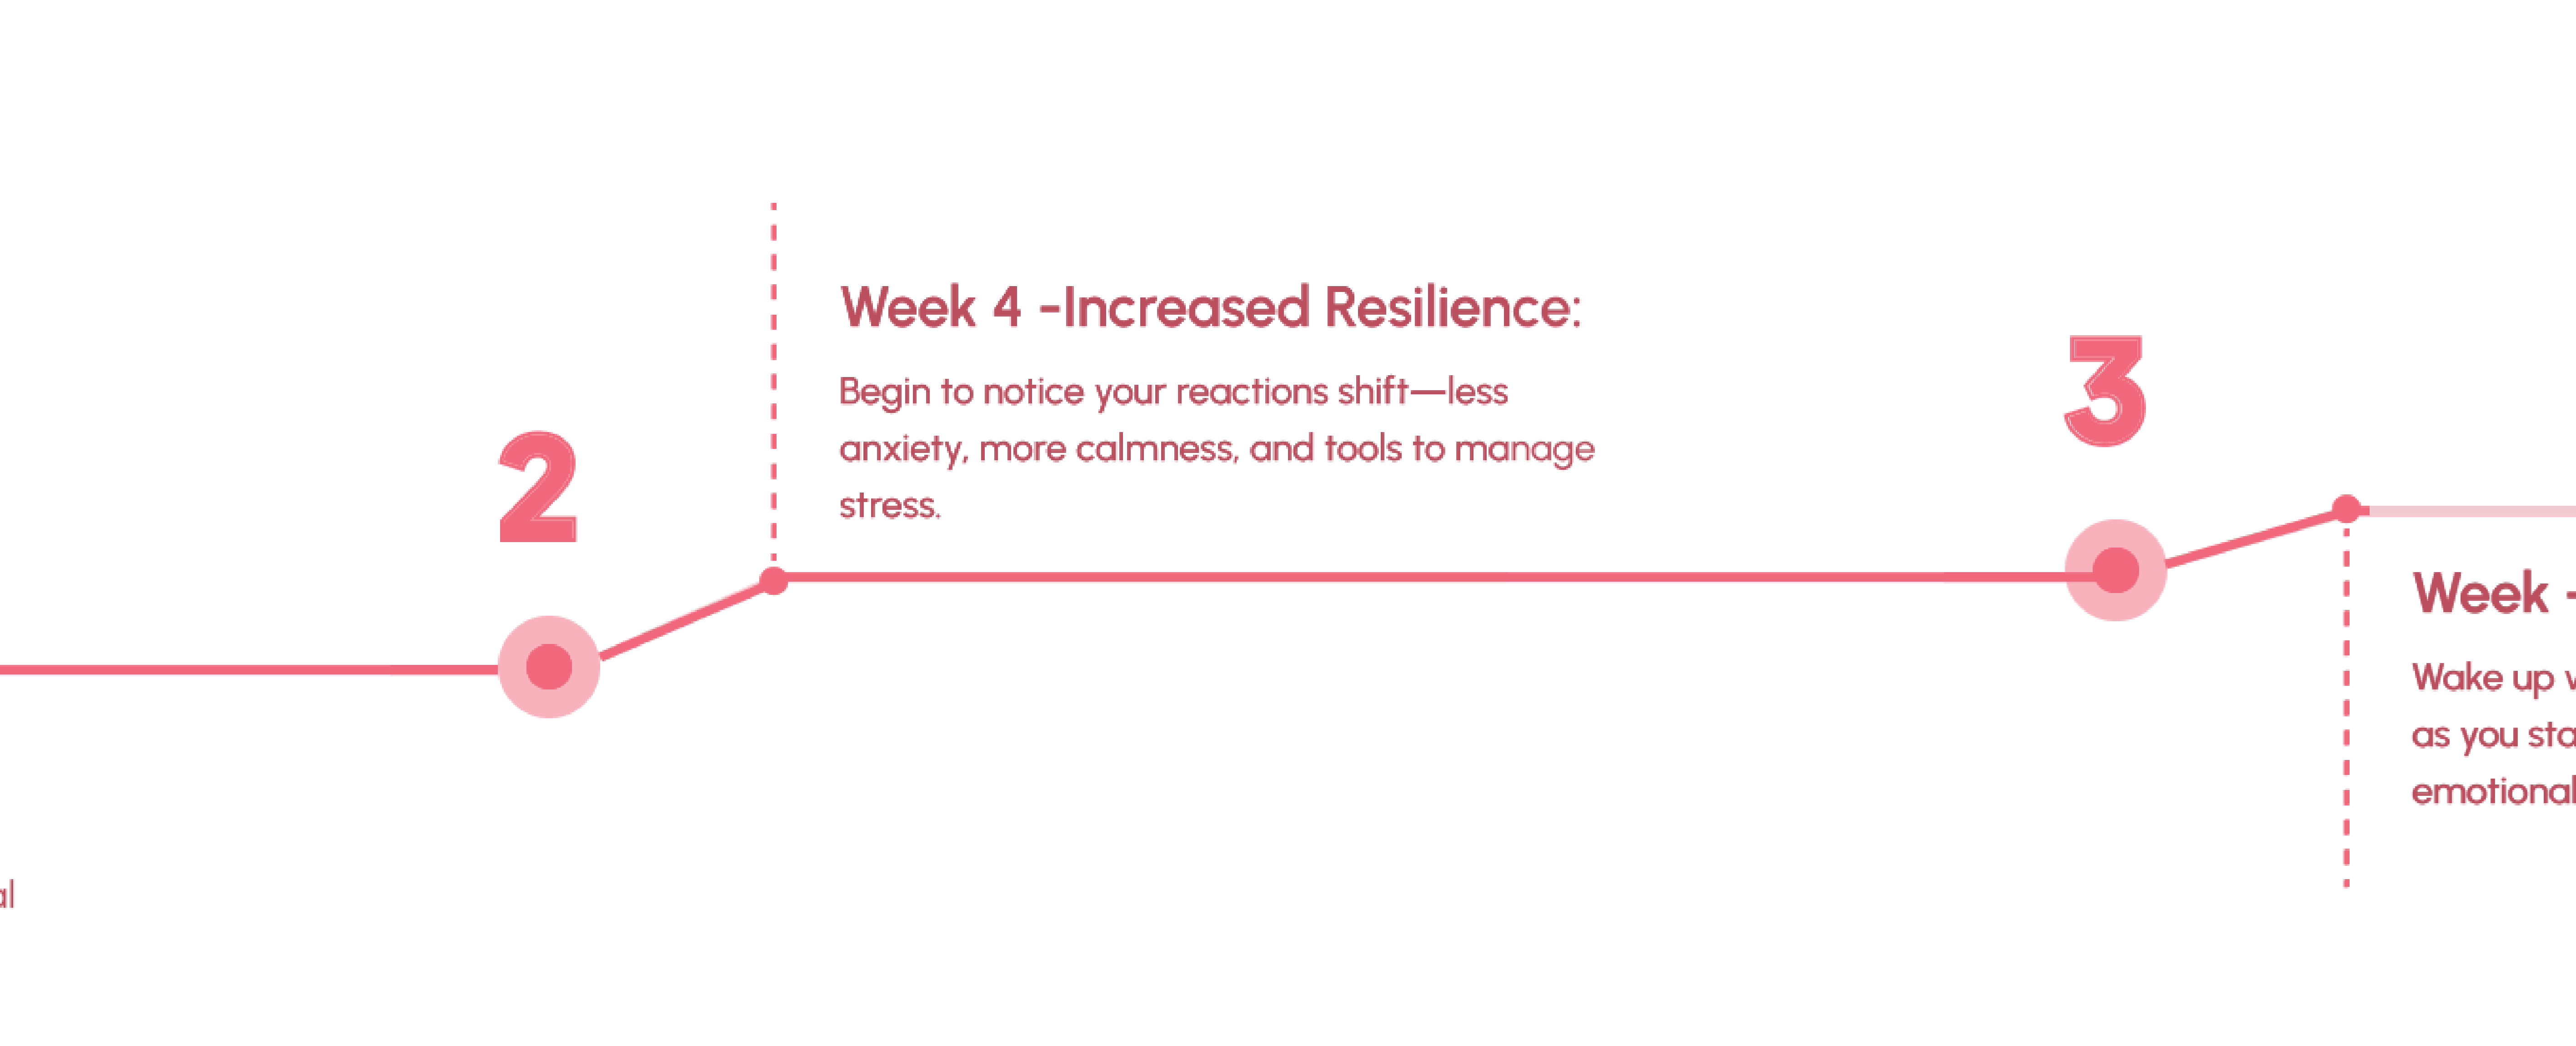 2
Week 4 -Increased Resilience:
Begin to notice your reactions shift—less
anxiety, more calmness, and tools to manage
stress.
3
Week -
Wake up
as you
emotional